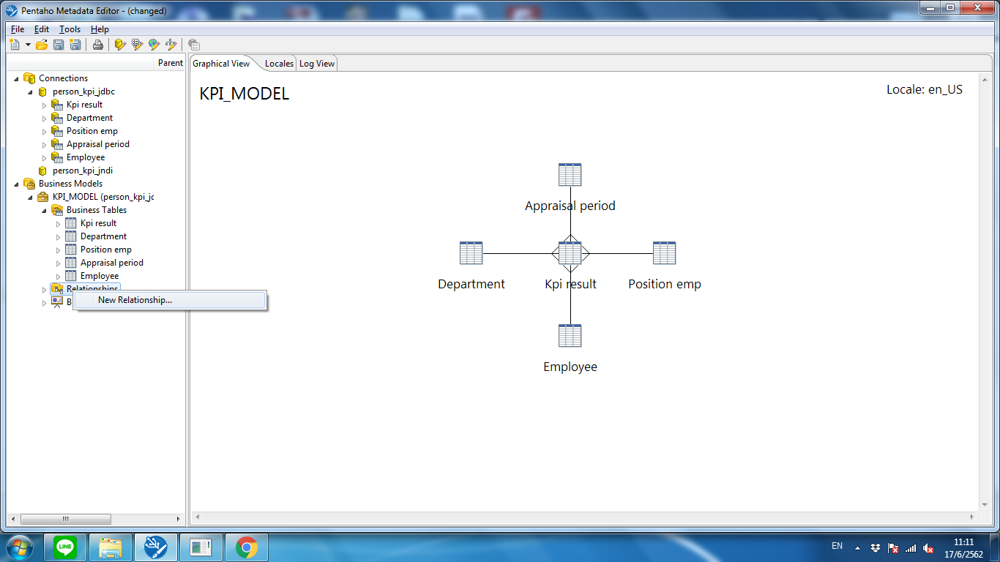 Pentaho Metadata Editor - (changed)
File Edit Tools Help
Parent
Connections
person_kpi_jdbc
Kpi result
Department
Position emp
Appraisal period
Employee
person_kpi_jndi
Business Models
KPI_MODEL (person_kpi_jc
Business Tables
Kpi result
Department
Position emp
Appraisal period
Employee
Relationships
B
New Relationship...
Graphical View Locales Log View
KPI_MODEL
Locale: en_US
Appraisal period
Department Kpi result Position emp
Employee
LINE
EN
11:11
17/6/2562